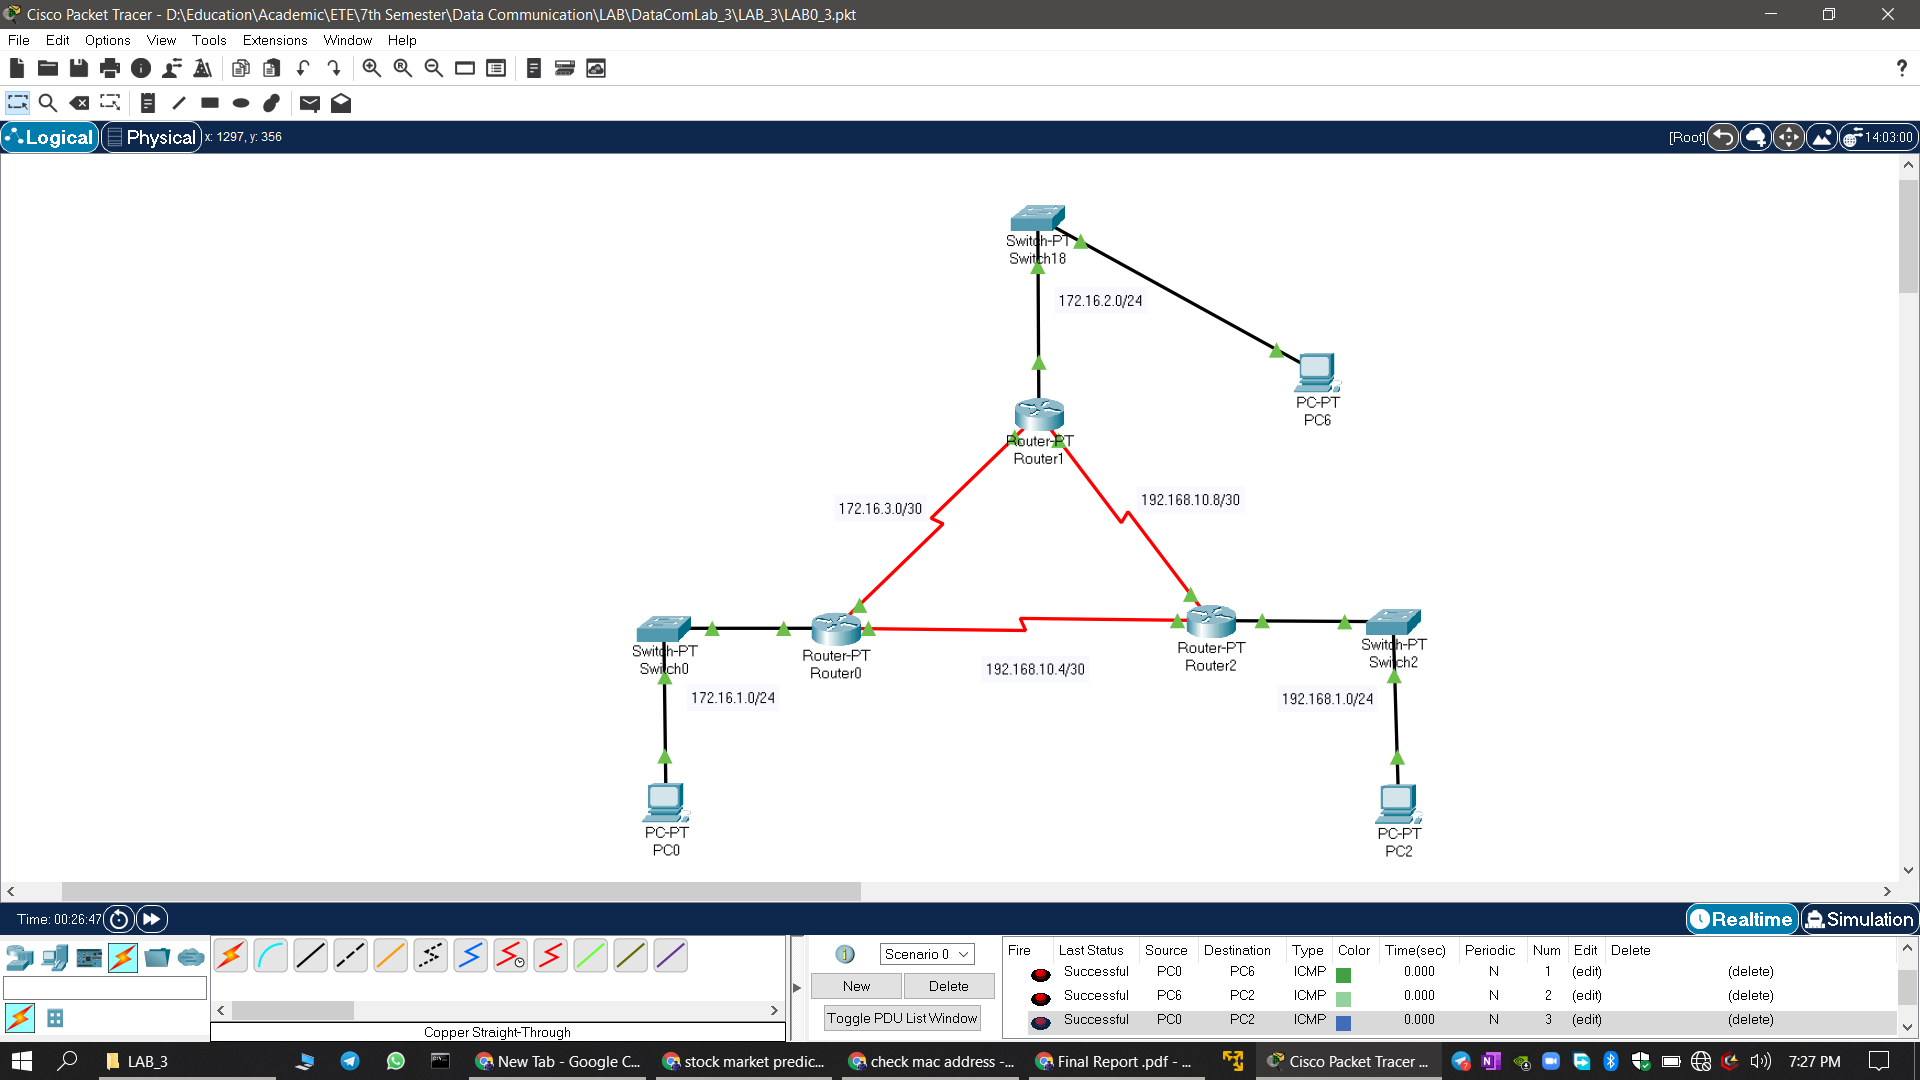 Cisco Packet Tracer - D:\Education\Academic\ETE\7th Semester\Data Communication\LAB\DataComLab_3\LAB_3\LAB0_3.pkt
File Edit Options View Tools Extensions Window Help
?
Logical Physical x: 1297, y: 356 [Root] 14:03:00
Switch-PT
Switch18
172.16.2.0/24
PC-PT
PC6
Router-PT
Router1
172.16.3.0/30
192.168.10.8/30
Switch-PT
Switch0
Router-PT
Router0
Router-PT
Router2
Switch-PT
Switch2
192.168.10.4/30
172.16.1.0/24
192.168.1.0/24
PC-PT
PC0
PC-PT
PC2
Time: 00:26:47 Realtime Simulation
Scenario 0
New Delete
Toggle PDU List Window
Copper Straight-Through
Fire Last Status Source Destination Type Color Time(sec) Periodic Num Edit Delete
Successful PC0 PC6 ICMP 0.000 N 1 (edit) (delete)
Successful PC6 PC2 ICMP 0.000 N 2 (edit) (delete)
Successful PC0 PC2 ICMP 0.000 N 3 (edit) (delete)
LAB_3 New Tab - Google C... stock market predic... check mac address -... Final Report .pdf - ... Cisco Packet Tracer ... 7:27 PM